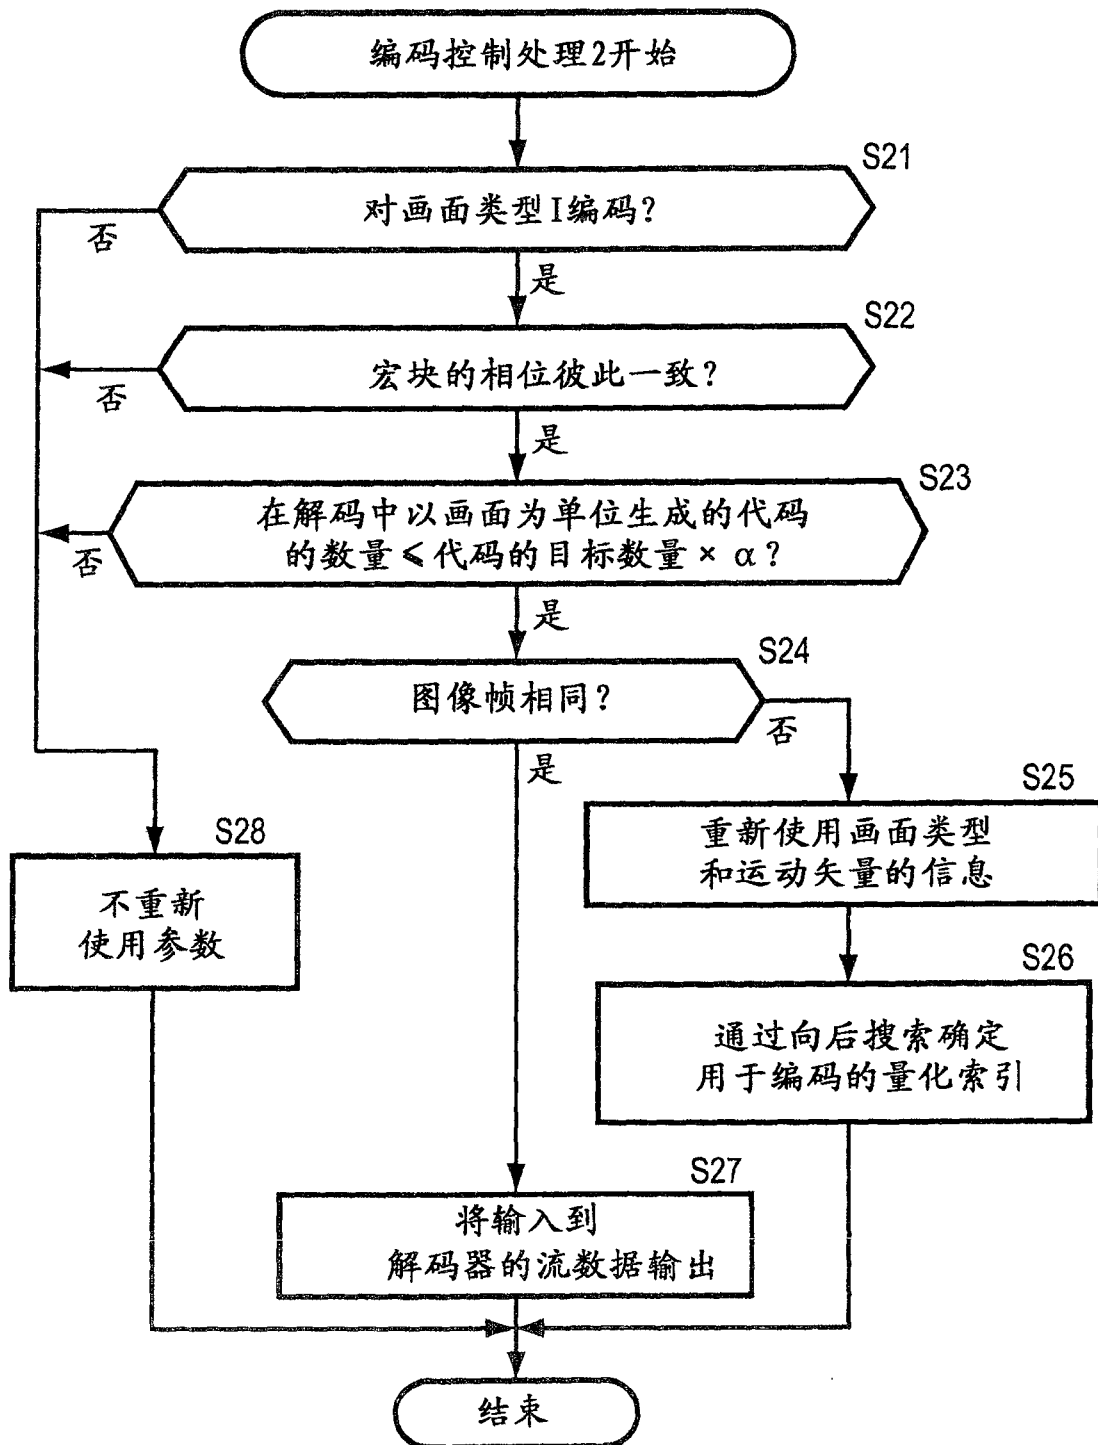 编码控制处理2开始
S21
对画面类型I编码?
否
是
S22
宏块的相位彼此一致?
否
是
S23
在解码中以画面为单位生成的代码
的数量≤代码的目标数量×α?
否
是
S24
图像帧相同?
否
是
S25
重新使用画面类型
和运动矢量的信息
S28
不重新
使用参数
S26
通过向后搜索确定
用于编码的量化索引
S27
将输入到
解码器的流数据输出
结束